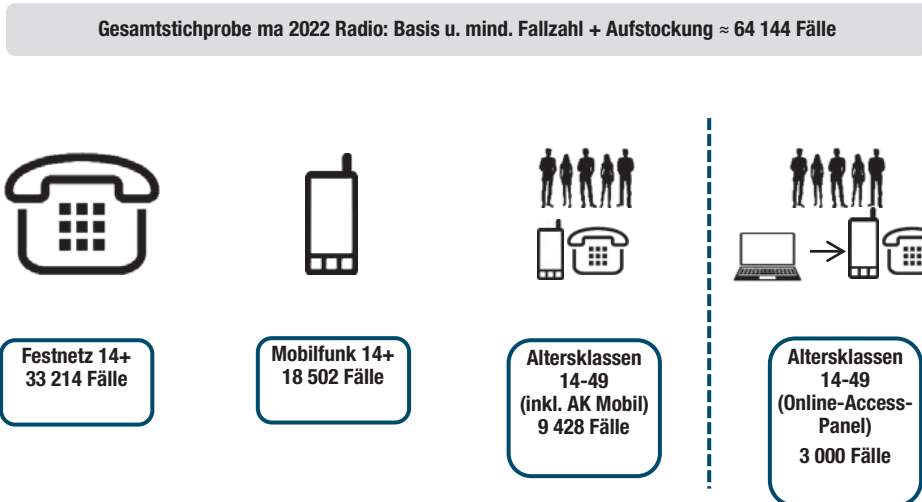 Gesamtstichprobe ma 2022 Radio: Basis u. mind. Fallzahl + Aufstockung ≈ 64 144 Fälle
Festnetz 14+
33 214 Fälle
Mobilfunk 14+
18 502 Fälle
Altersklassen
14-49
(inkl. AK Mobil)
9 428 Fälle
Altersklassen
14-49
(Online-Access-
Panel)
3 000 Fälle